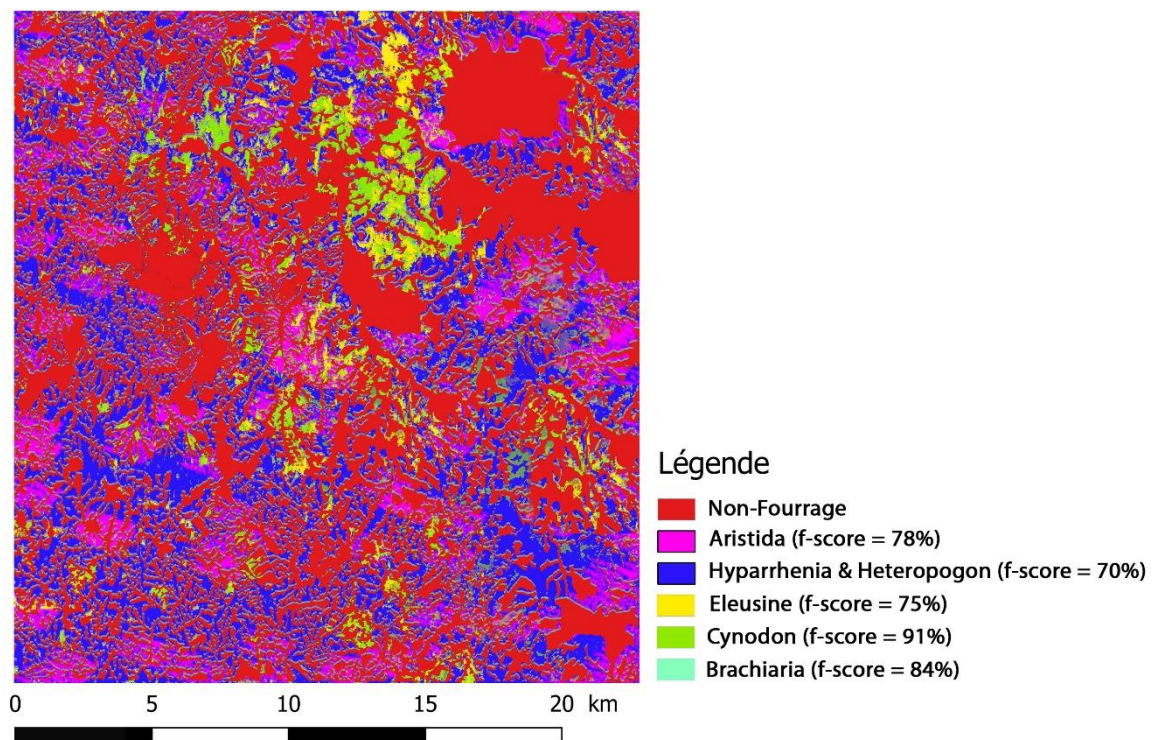 Légende
Non-Fourrage
Aristida (f-score = 78%)
Hyparrhenia & Heteropogon (f-score = 70%)
Eleusine (f-score = 75%)
Cynodon (f-score = 91%)
Brachiaria (f-score = 84%)
0 5 10 15 20 km